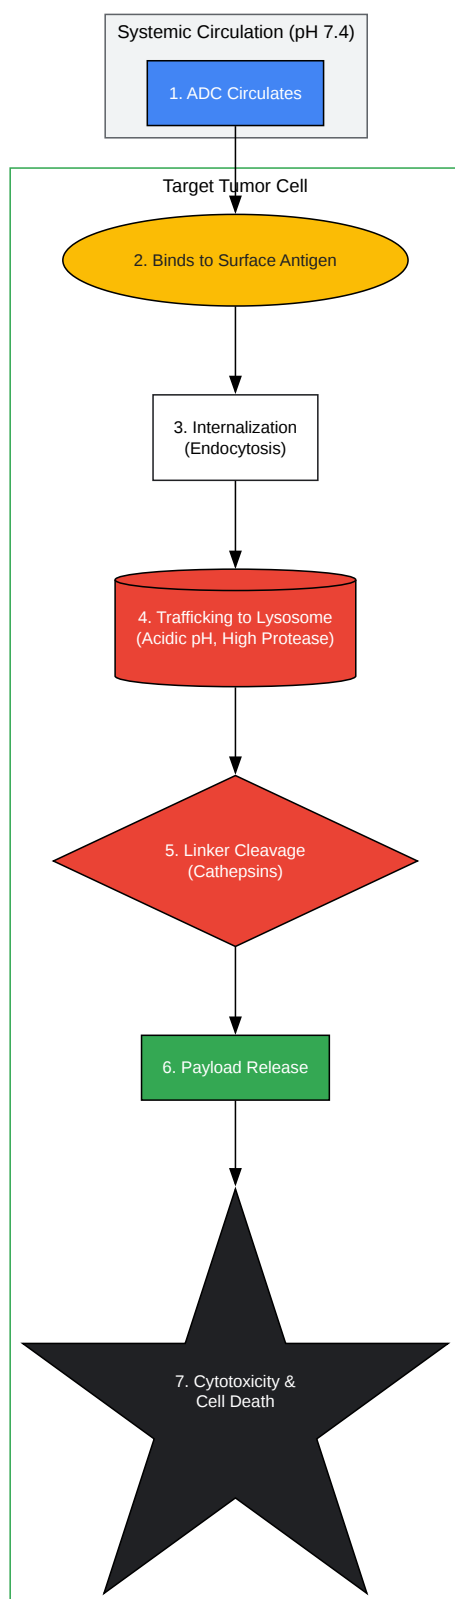 Systemic Circulation (pH 7.4)
1. ADC Circulates
Target Tumor Cell
2. Binds to Surface Antigen
3. Internalization
(Endocytosis)
4. Trafficking to Lysosome
(Acidic pH, High Protease)
5. Linker Cleavage
(Cathepsins)
6. Payload Release
7. Cytotoxicity &
Cell Death